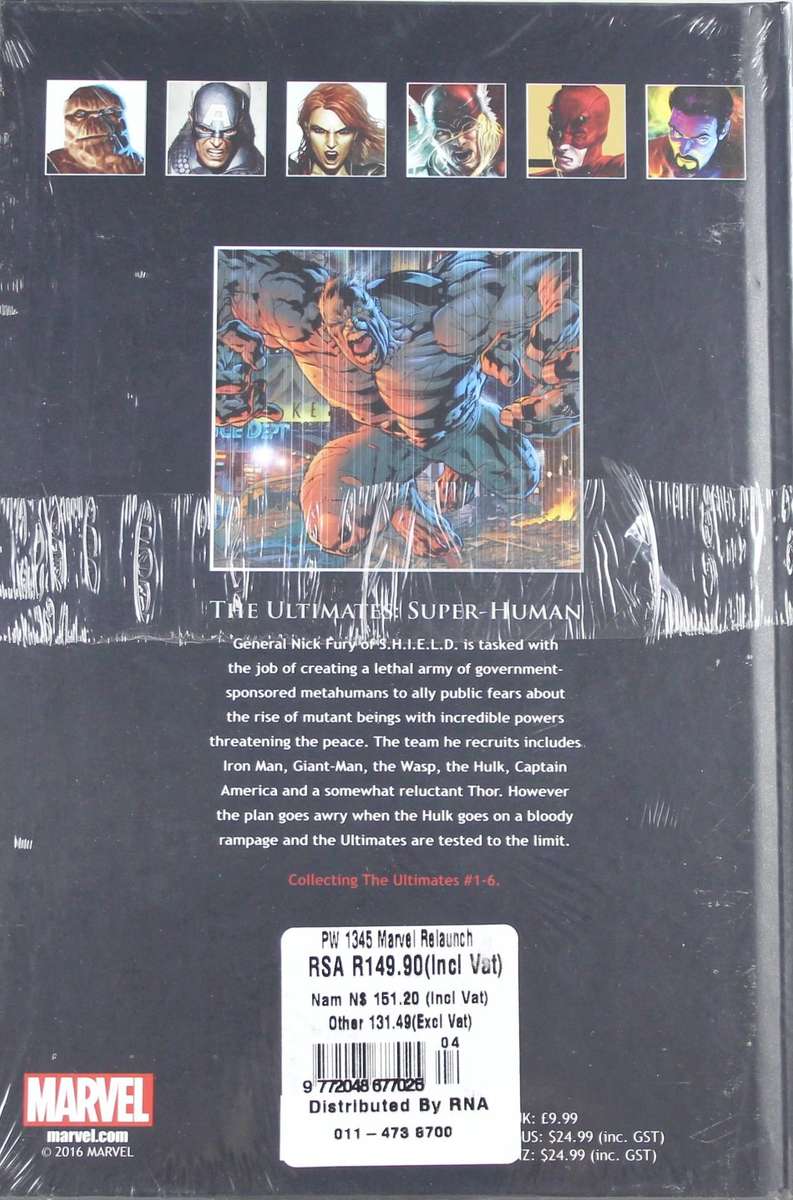 KE
CE DEPT
THE ULTIMATES: SUPER-HUMAN
General Nick Fury of S.H.I.E.L.D. is tasked with
the job of creating a lethal army of government-
sponsored metahumans to ally public fears about
the rise of mutant beings with incredible powers
threatening the peace. The team he recruits includes
Iron Man, Giant-Man, the Wasp, the Hulk, Captain
America and a somewhat reluctant Thor. However
the plan goes awry when the Hulk goes on a bloody
rampage and the Ultimates are tested to the limit.
Collecting The Ultimates #1-6.
PW 1345 Marvel Relaunch
RSA R149.90(Incl Vat)
Nam N$ 151.20 (Incl Vat)
Other 131.49(Excl Vat)
04
9 772048 677025
Distributed By RNA
011-473 8700
MARVEL
marvel.com
© 2016 MARVEL
UK: £9.99
US: $24.99 (inc. GST)
NZ: $24.99 (inc. GST)